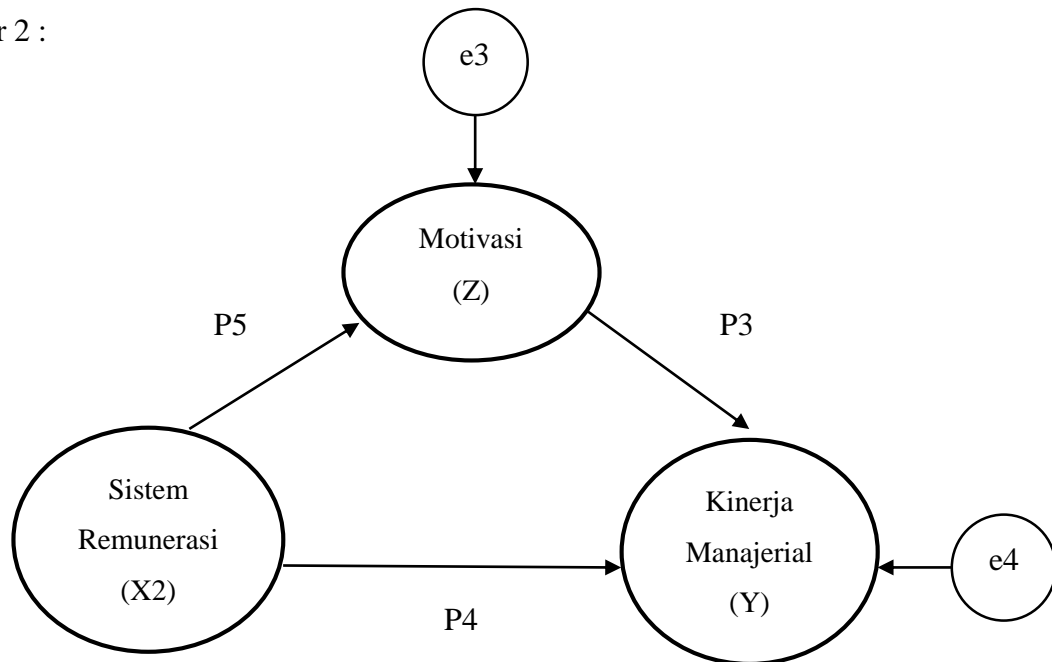 r 2 :
e3
Motivasi
(Z)
P5
P3
Sistem
Remunerasi
(X2)
Kinerja
Manajerial
(Y)
e4
P4